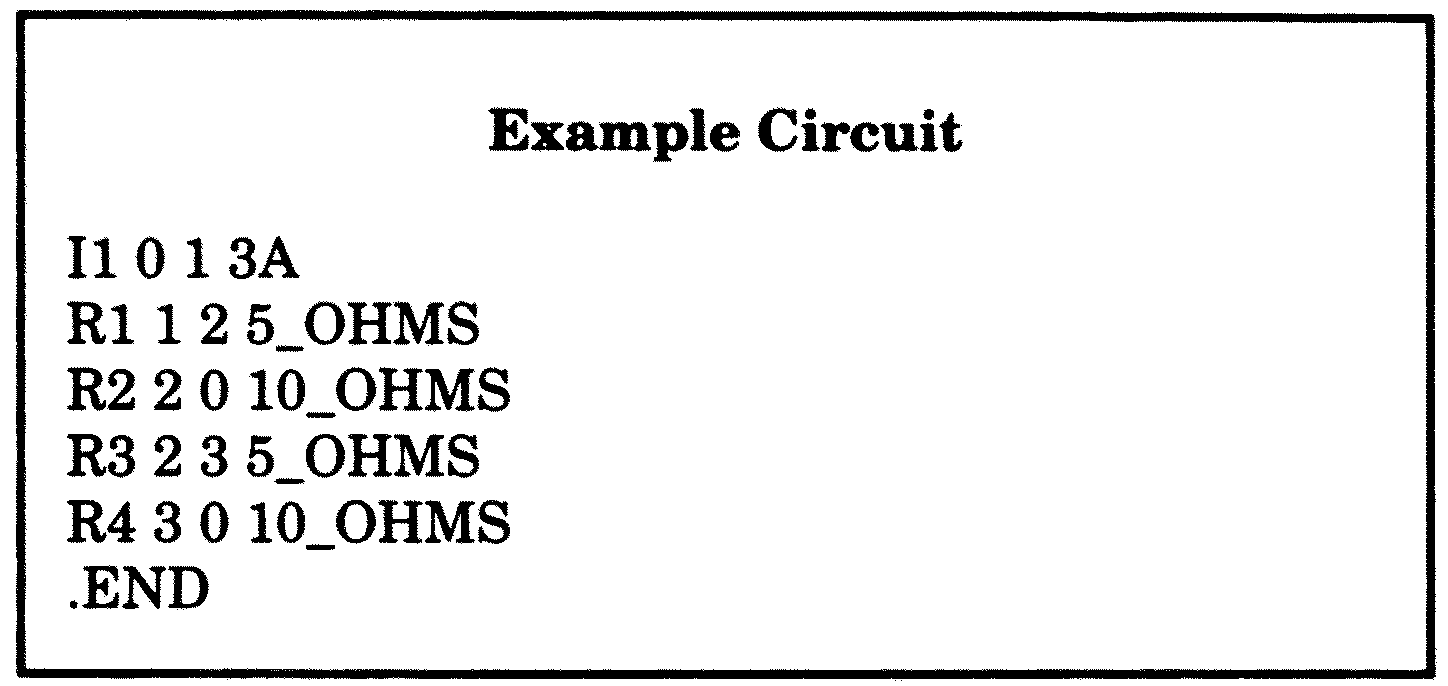 Example Circuit
I1 0 1 3A
R1 1 2 5_OHMS
R2 2 0 10_OHMS
R3 2 3 5_OHMS
R4 3 0 10_OHMS
.END